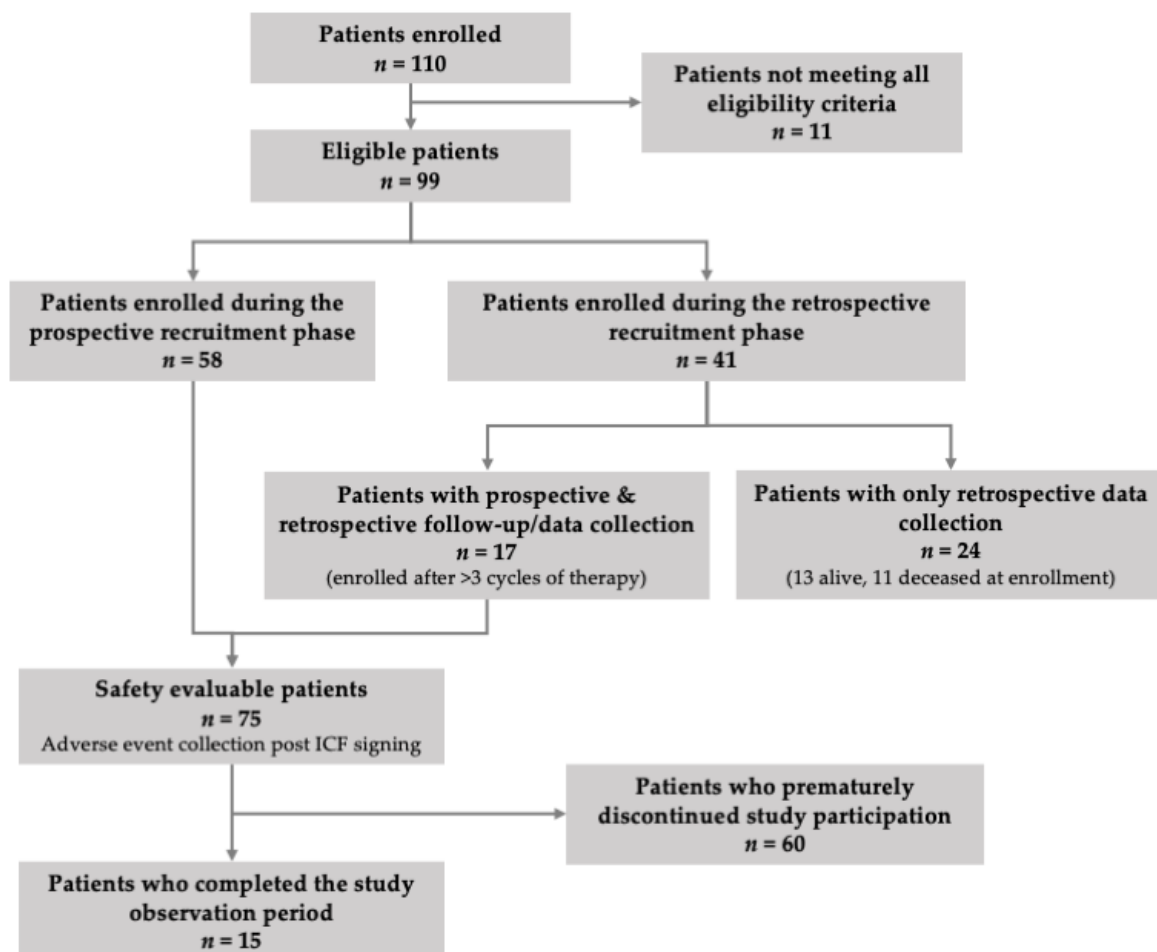 Patients enrolled
n = 110
Patients not meeting all
eligibility criteria
n = 11
Eligible patients
n = 99
Patients enrolled during the
prospective recruitment phase
n = 58
Patients enrolled during the retrospective
recruitment phase
n = 41
Patients with prospective &
retrospective follow-up/data collection
n = 17
(enrolled after >3 cycles of therapy)
Patients with only retrospective data
collection
n = 24
(13 alive, 11 deceased at enrollment)
Safety evaluable patients
n = 75
Adverse event collection post ICF signing
Patients who prematurely
discontinued study participation
n = 60
Patients who completed the study
observation period
n = 15